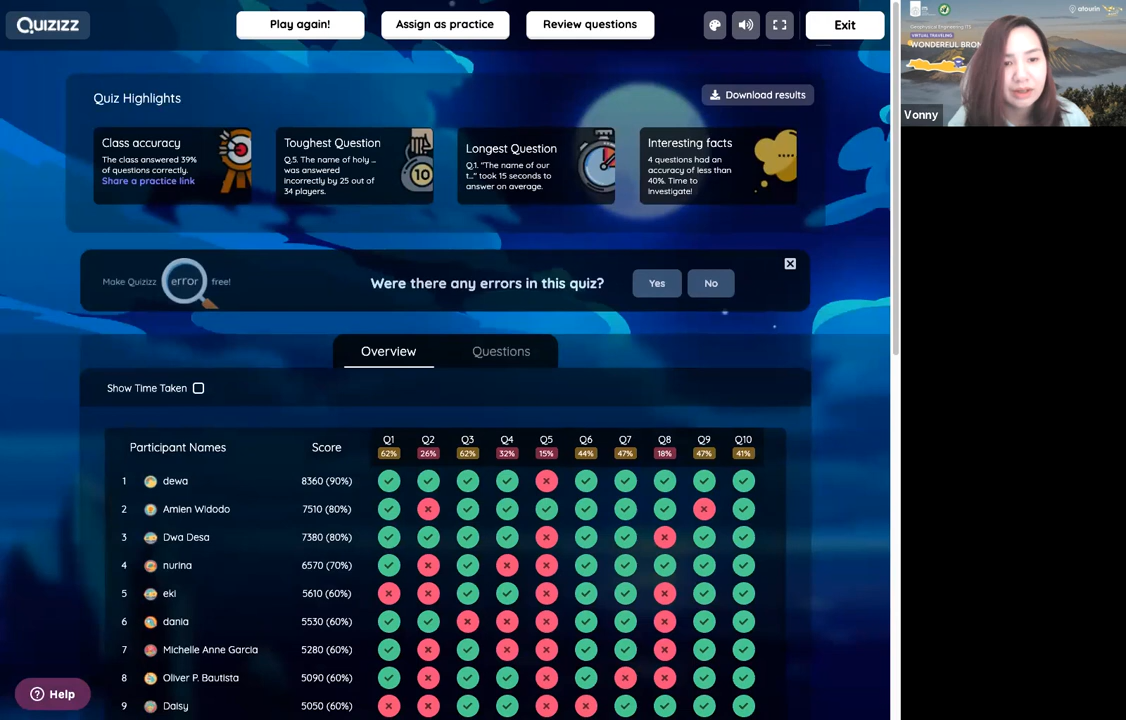 Quizizz
Play again!
Assign as practice
Review questions
Exit
Quiz Highlights
Download results
Class accuracy
The class answered 39%
of questions correctly.
Share a practice link
Toughest Question
Q.5. The name of holy ...
was answered
incorrectly by 25 out of
34 players.
10
Longest Question
Q.1. "The name of our
t..." took 15 seconds to
answer on average.
Interesting facts
4 questions had an
accuracy of less than
40%. Time to
investigate!
Make Quizizz error free!
Were there any errors in this quiz?
Yes
No
Overview
Questions
Show Time Taken
Participant Names Score Q1 Q2 Q3 Q4 Q5 Q6 Q7 Q8 Q9 Q10
62% 26% 62% 32% 15% 44% 47% 18% 47% 41%
1 dewa 8360 (90%)
2 Amien Widodo 7510 (80%)
3 Dwa Desa 7380 (80%)
4 nurina 6570 (70%)
5 eki 5610 (60%)
6 dania 5530 (60%)
7 Michelle Anne Garcia 5280 (60%)
8 Oliver P. Bautista 5090 (60%)
9 Daisy 5050 (60%)
Help
atourin
Geophysical Engineering ITS
VIRTUAL TRAVELING
WONDERFUL BRON
Vonny